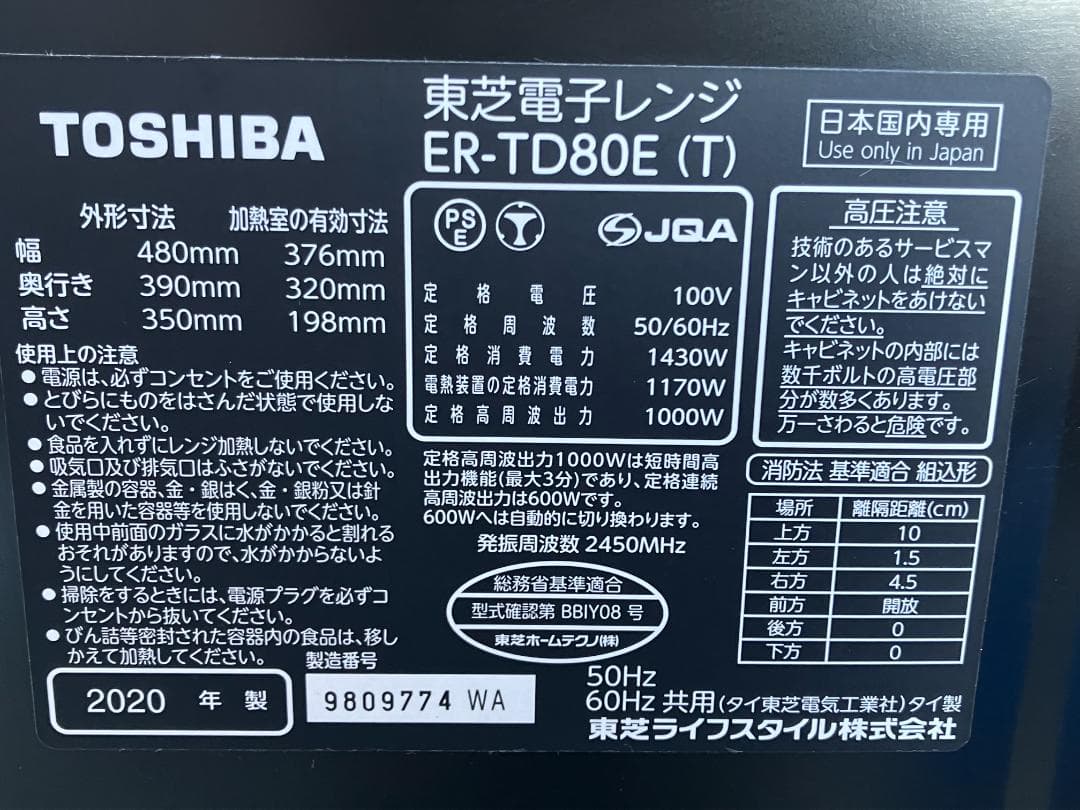 TOSHIBA
東芝電子レンジ
ER-TD80E (T)
日本国内専用
Use only in Japan
外形寸法 加熱室の有効寸法
幅 480mm 376mm
奥行き 390mm 320mm
高さ 350mm 198mm
使用上の注意
●電源は、必ずコンセントをご使用ください。
●とびらにものをはさんだ状態で使用しな
いでください。
●食品を入れずにレンジ加熱しないでください。
●吸気口及び排気口はふさがないでください。
●金属製の容器、金・銀はく、金・銀粉又は針
金を用いた容器等を使用しないでください。
●使用中前面のガラスに水がかかると割れる
おそれがありますので、水がかからないよ
うにしてください。
●掃除をするときには、電源プラグを必ずコ
ンセントから抜いてください。
●びん詰等密封された容器内の食品は、移し
かえて加熱してください。
2020 年 製
製造番号
9809774 WA
PS
E
JQA
定格電圧 100V
定格周波数 50/60Hz
定格消費電力 1430W
電熱装置の定格消費電力 1170W
定格高周波出力 1000W
定格高周波出力1000Wは短時間高
出力機能(最大3分)であり、定格連続
高周波出力は600Wです。
600Wへは自動的に切り換わります。
発振周波数 2450MHz
総務省基準適合
型式確認第 BBIY08 号
東芝ホームテクノ(株)
高圧注意
技術のあるサービスマ
ン以外の人は絶対に
キャビネットをあけない
でください。
キャビネットの内部には
数千ボルトの高電圧部
分が数多くあります。
万一さわると危険です。
消防法 基準適合 組込形
場所 離隔距離(cm)
上方 10
左方 1.5
右方 4.5
前方 開放
後方 0
下方 0
50Hz
60Hz 共用(タイ東芝電気工業社)タイ製
東芝ライフスタイル株式会社